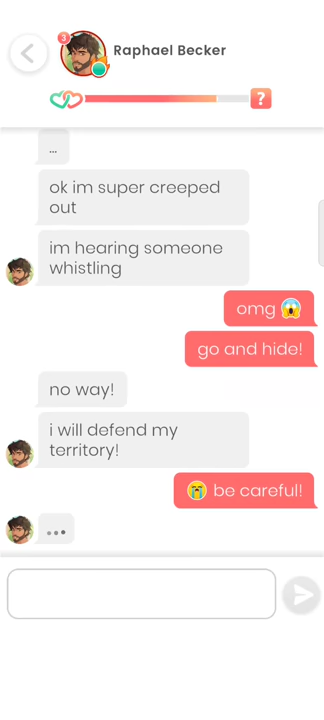 3
Raphael Becker
?
...
ok im super creeped
out
im hearing someone
whistling
omg 😱
go and hide!
no way!
i will defend my
territory!
😭 be careful!
...